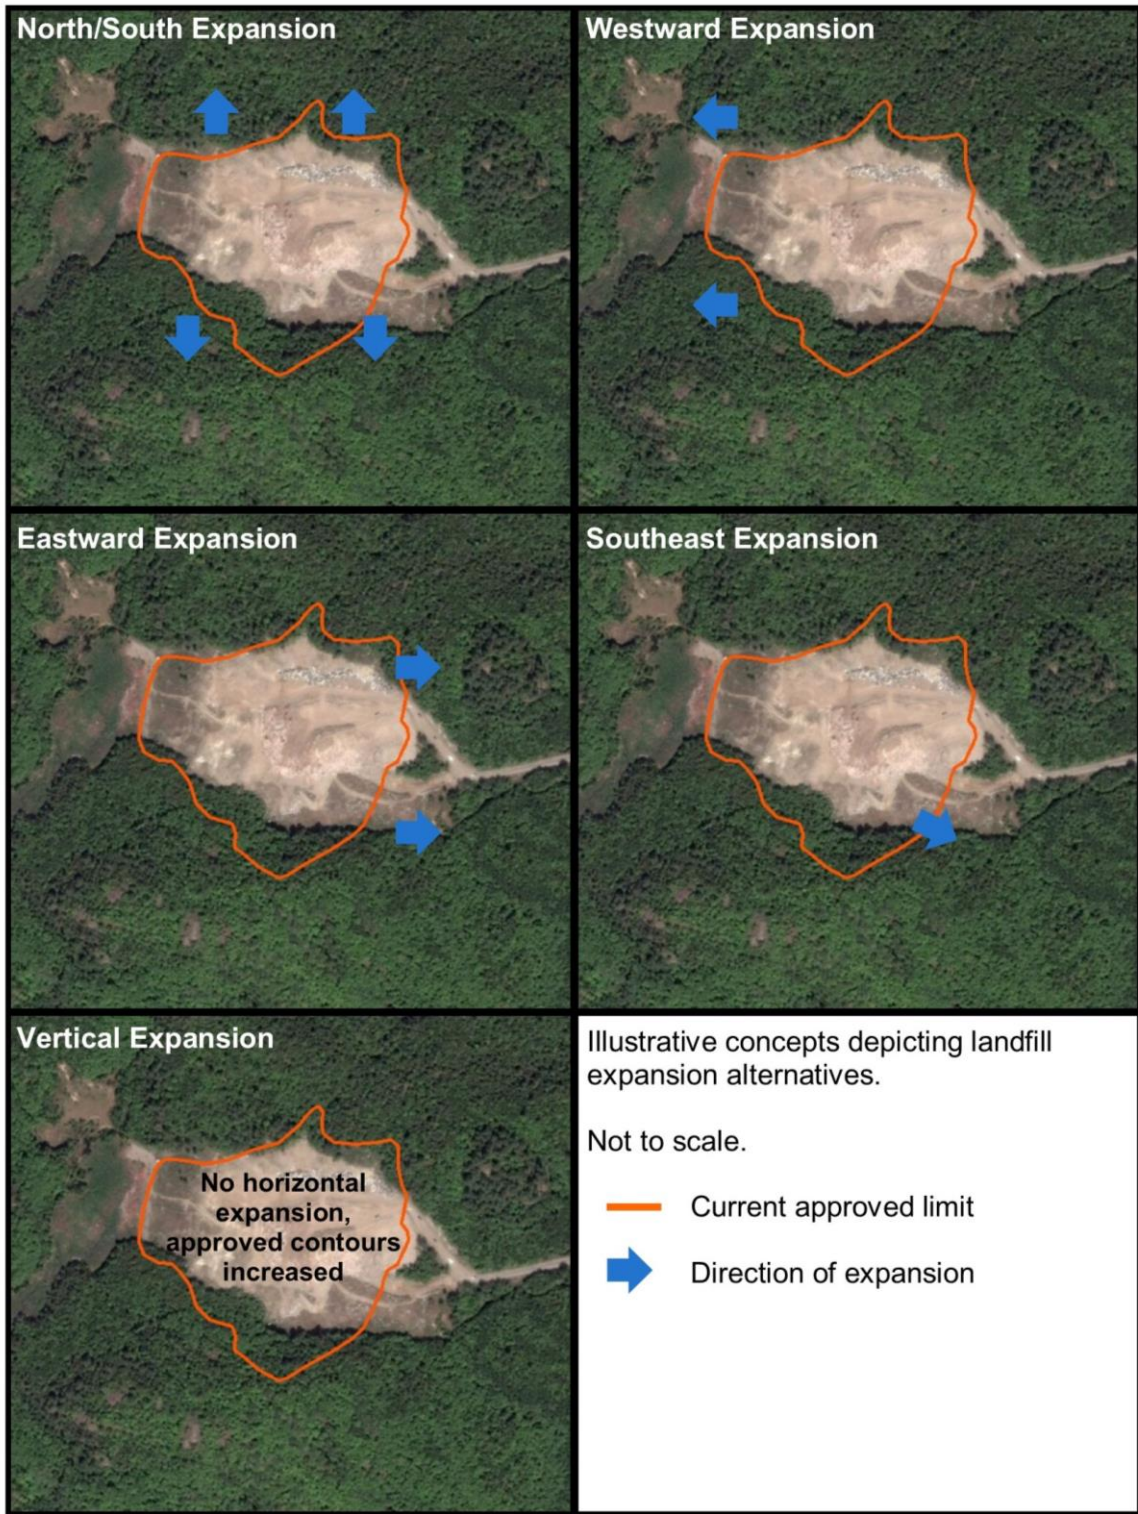 North/South Expansion
Westward Expansion
Eastward Expansion
Southeast Expansion
Vertical Expansion
No horizontal
expansion,
approved contours
increased
Illustrative concepts depicting landfill
expansion alternatives.
Not to scale.
Current approved limit
Direction of expansion